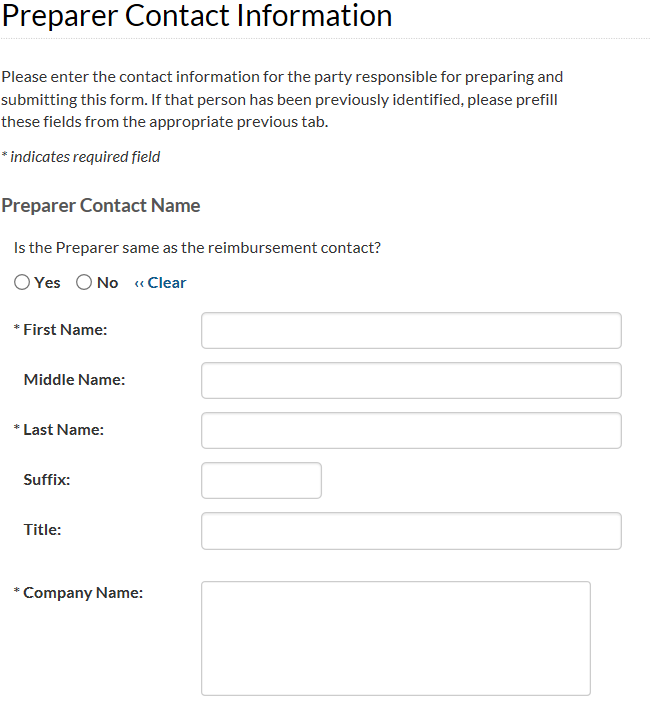 Preparer Contact Information
Please enter the contact information for the party responsible for preparing and
submitting this form. If that person has been previously identified, please prefill
these fields from the appropriate previous tab.
* indicates required field
Preparer Contact Name
Is the Preparer same as the reimbursement contact?
Yes No ‹‹ Clear
* First Name:
Middle Name:
* Last Name:
Suffix:
Title:
* Company Name: